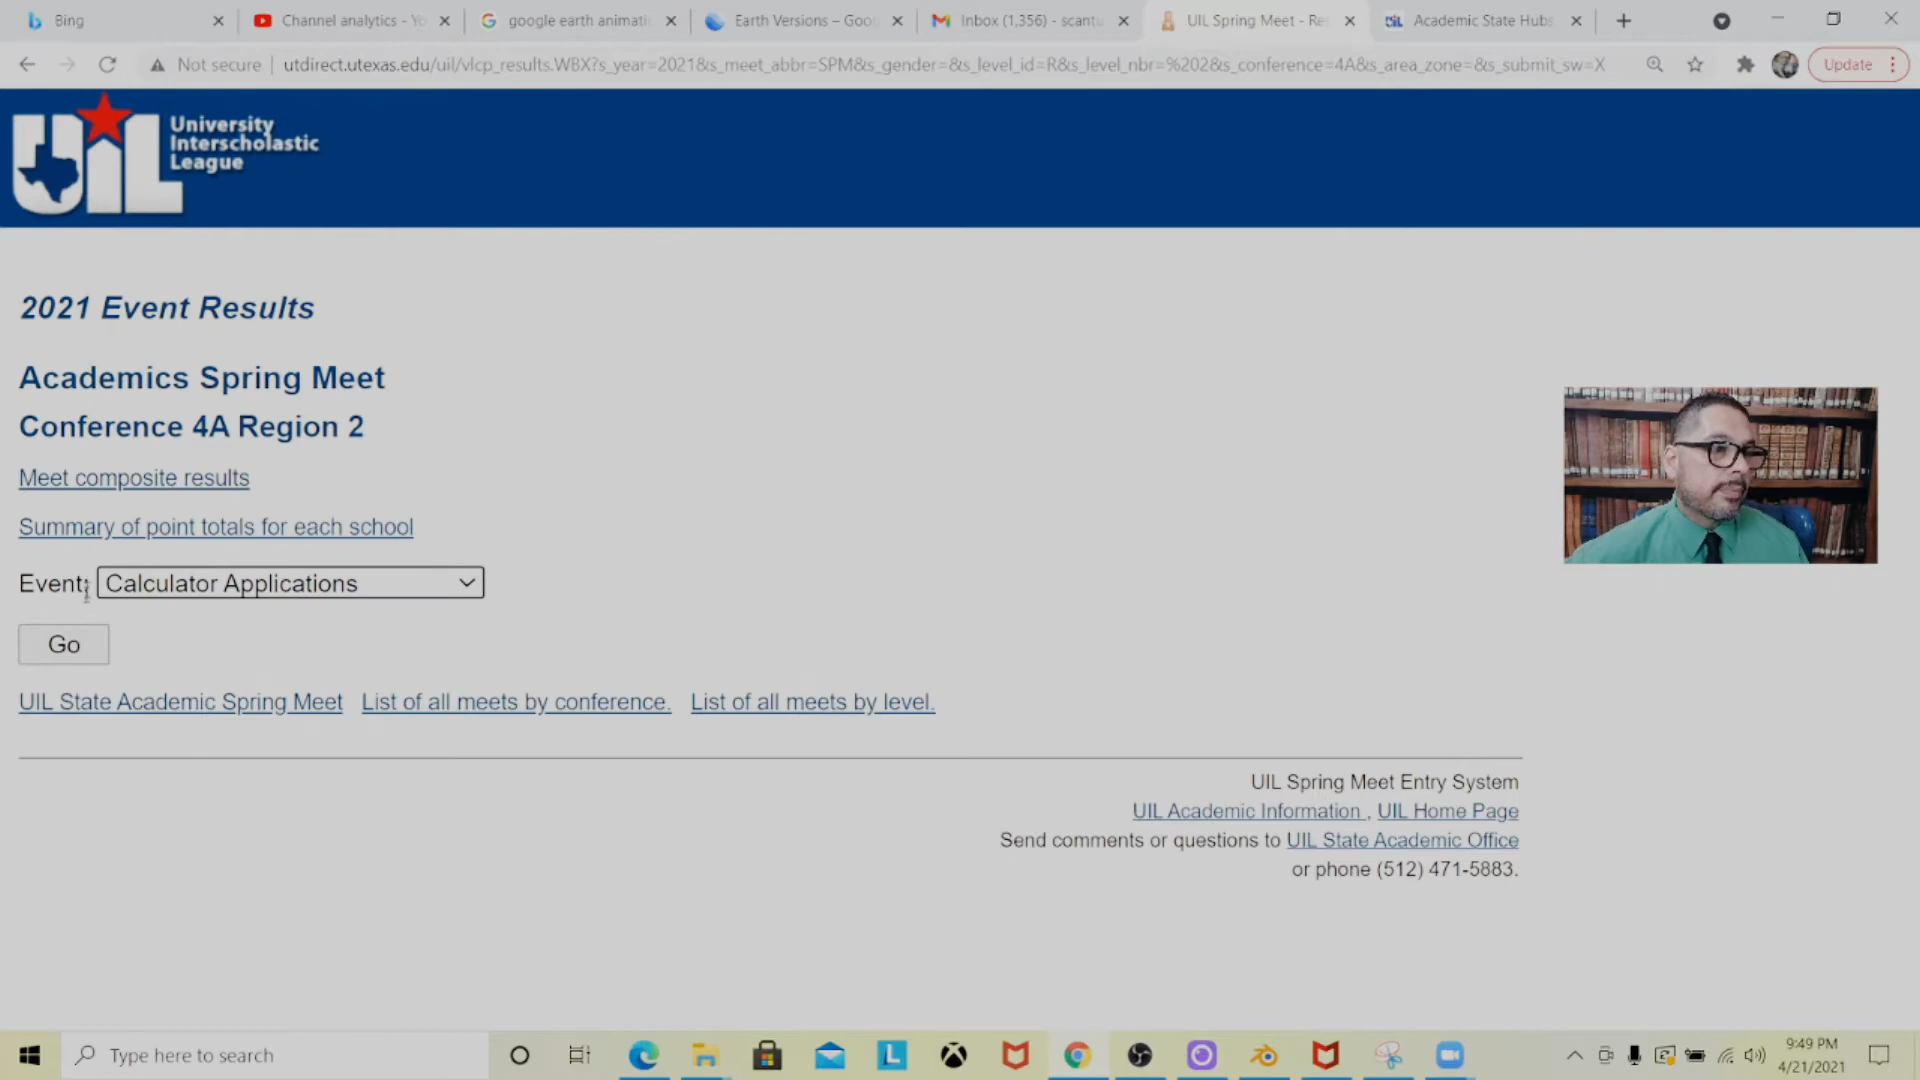 Bing
Channel analytics - Yo
google earth animati
Earth Versions – Goo
Inbox (1,356) - scantu
UIL Spring Meet - Re
Academic State Hubs
Not secure
utdirect.utexas.edu/uil/vlcp_results.WBX?s_year=2021&s_meet_abbr=SPM&s_gender=&s_level_id=R&s_level_nbr=%202&s_conference=4A&s_area_zone=&s_submit_sw=X
Update
UIL
University
Interscholastic
League
2021 Event Results
Academics Spring Meet
Conference 4A Region 2
Meet composite results
Summary of point totals for each school
Event: Calculator Applications
Go
UIL State Academic Spring Meet List of all meets by conference. List of all meets by level.
UIL Spring Meet Entry System
UIL Academic Information , UIL Home Page
Send comments or questions to UIL State Academic Office
or phone (512) 471-5883.
Type here to search
L
9:49 PM
4/21/2021